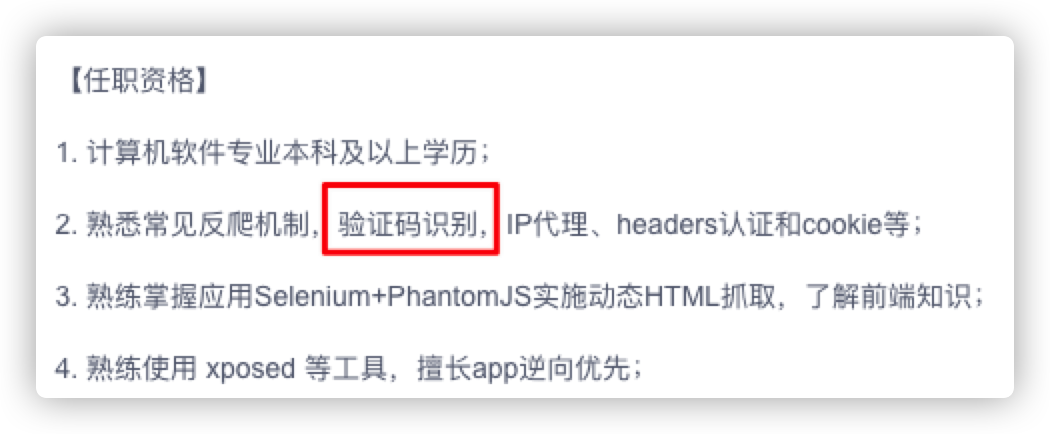 【任职资格】
1. 计算机软件专业本科及以上学历；
2. 熟悉常见反爬机制，验证码识别，IP代理、headers认证和cookie等；
3. 熟练掌握应用Selenium+PhantomJS实施动态HTML抓取，了解前端知识；
4. 熟练使用 xposed 等工具，擅长app逆向优先；